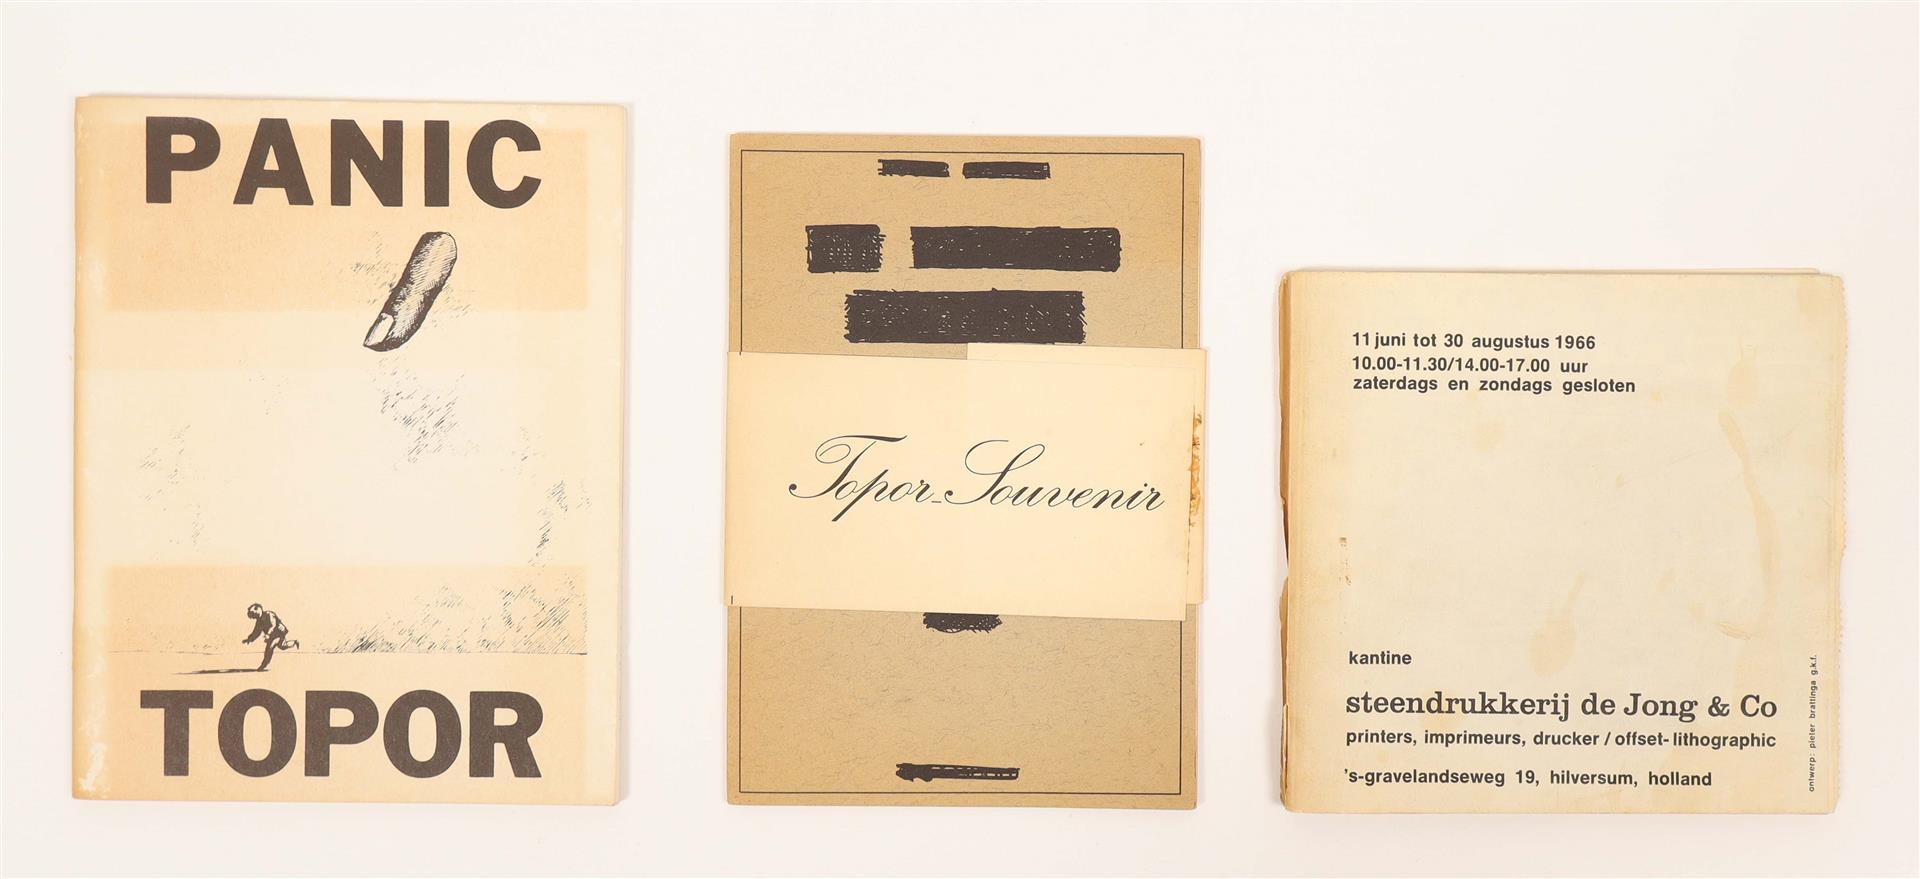 PANIC
TOPOR
Topor-Souvenir
11 juni tot 30 augustus 1966
10.00-11.30/14.00-17.00 uur
zaterdags en zondags gesloten
kantine
steendrukkerij de Jong & Co
printers, imprimeurs, drucker / offset-lithographic
's-gravelandseweg 19, hilversum, holland
ontwerp: pieter brattinga g.k.f.